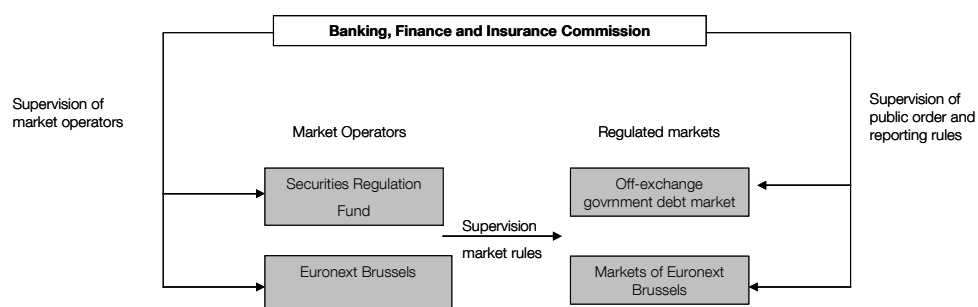 Banking, Finance and Insurance Commission
Supervision of
market operators
Supervision of
public order and
reporting rules
Market Operators
Regulated markets
Securities Regulation
Fund
Off-exchange
govrnment debt market
Supervision
market rules
Euronext Brussels
Markets of Euronext
Brussels